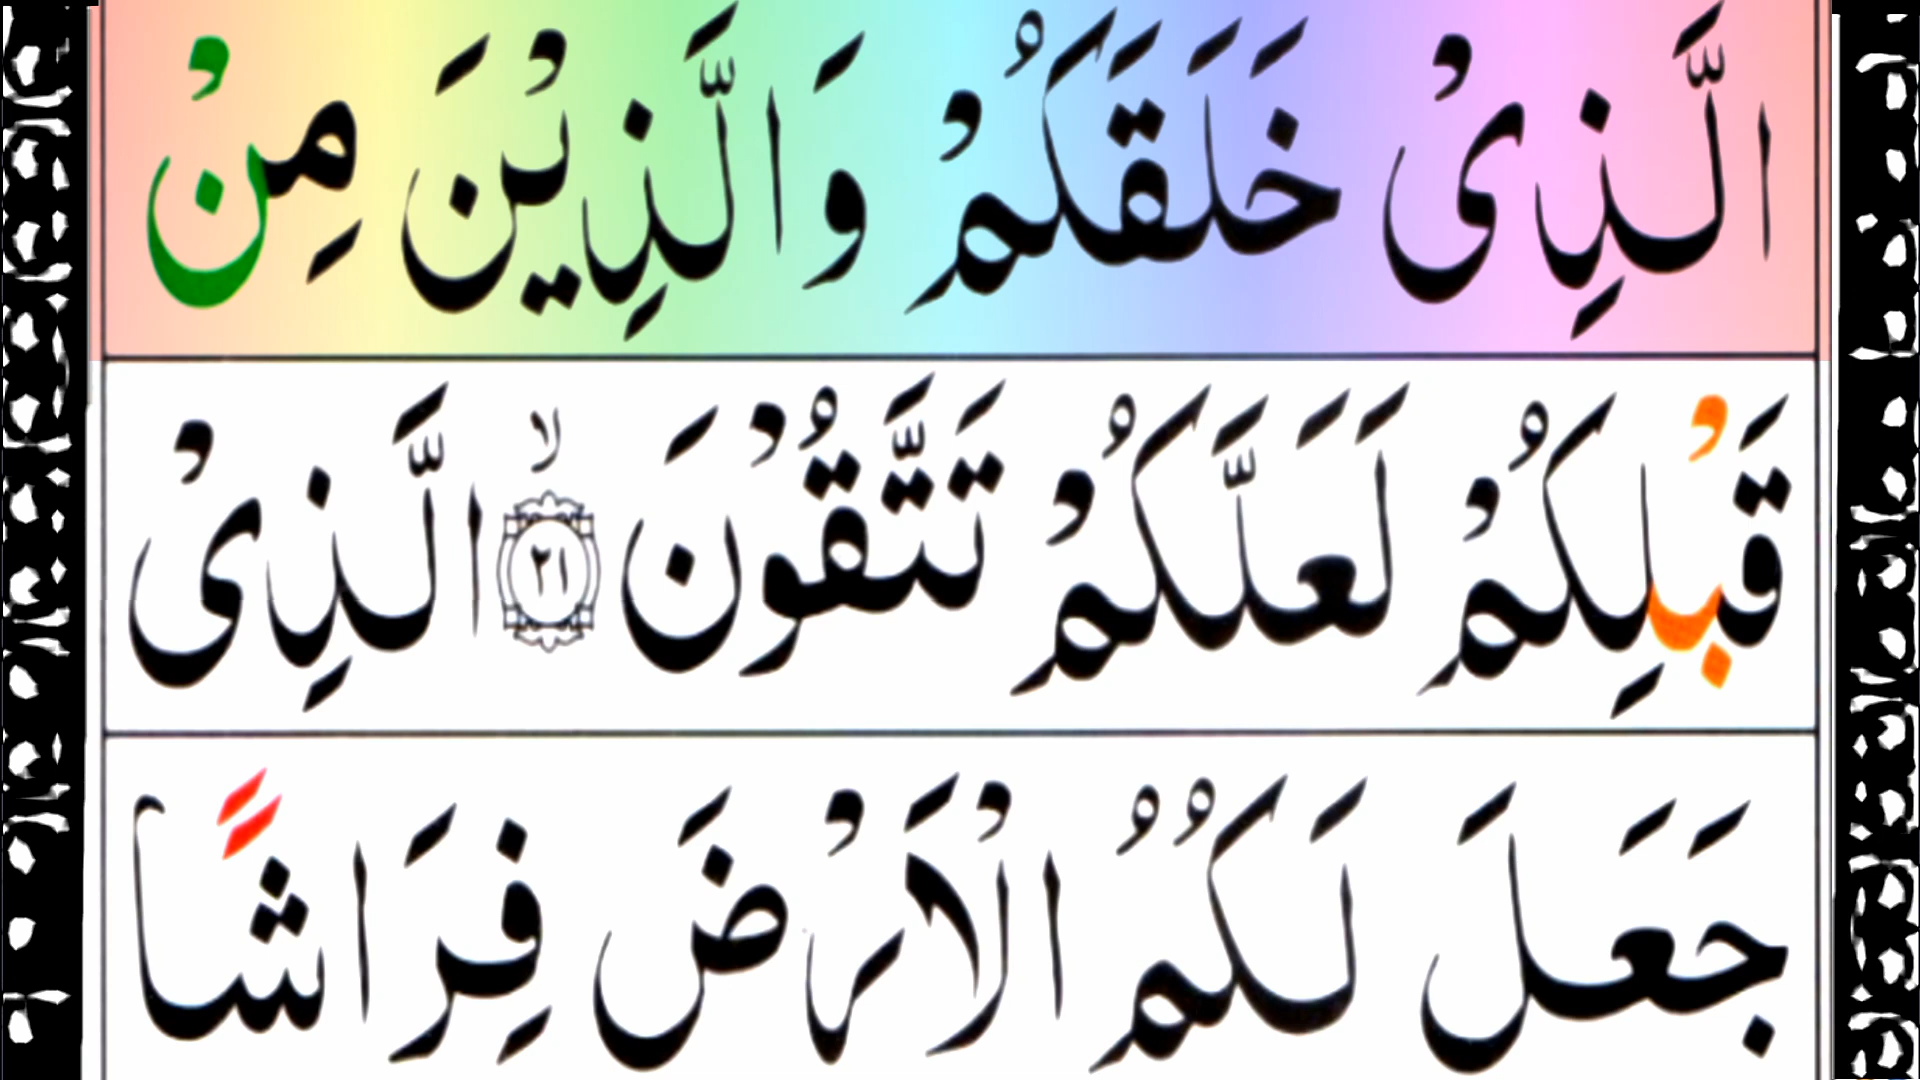 الَّذِىْ خَلَقَكُمْ وَالَّذِيْنَ مِنْ
قَبْلِكُمْ لَعَلَّكُمْ تَتَّقُوْنَ ۙ‏﴿۲۱﴾ الَّذِىْ
جَعَلَ لَكُمُ الْاَرْضَ فِرَاشًا